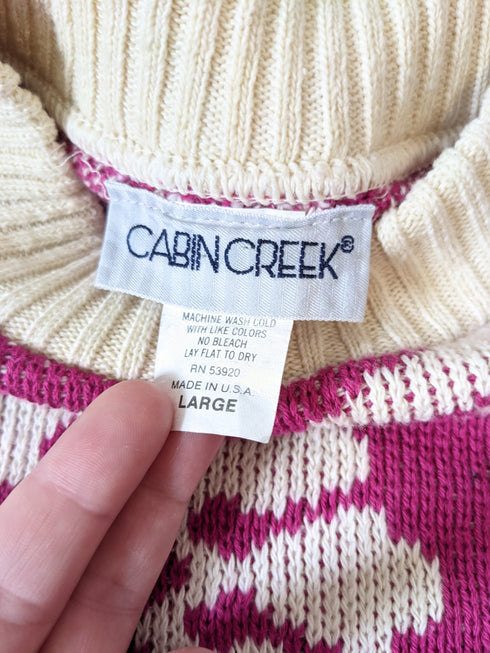 CABIN CREEK®
MACHINE WASH COLD
WITH LIKE COLORS
NO BLEACH
LAY FLAT TO DRY
RN 53920
MADE IN U.S.A.
LARGE